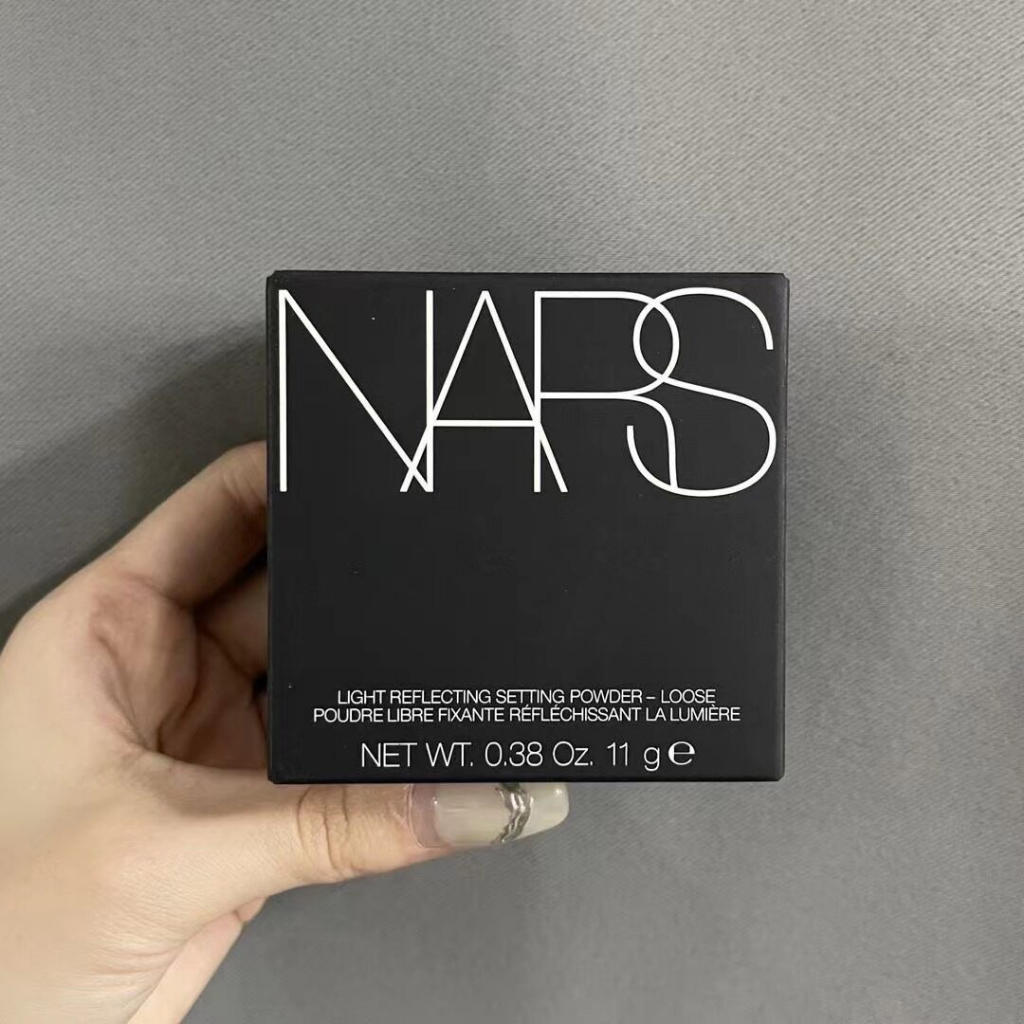 NARS
LIGHT REFLECTING SETTING POWDER – LOOSE
POUDRE LIBRE FIXANTE RÉFLÉCHISSANT LA LUMIÈRE
NET WT. 0.38 Oz. 11 g ℮